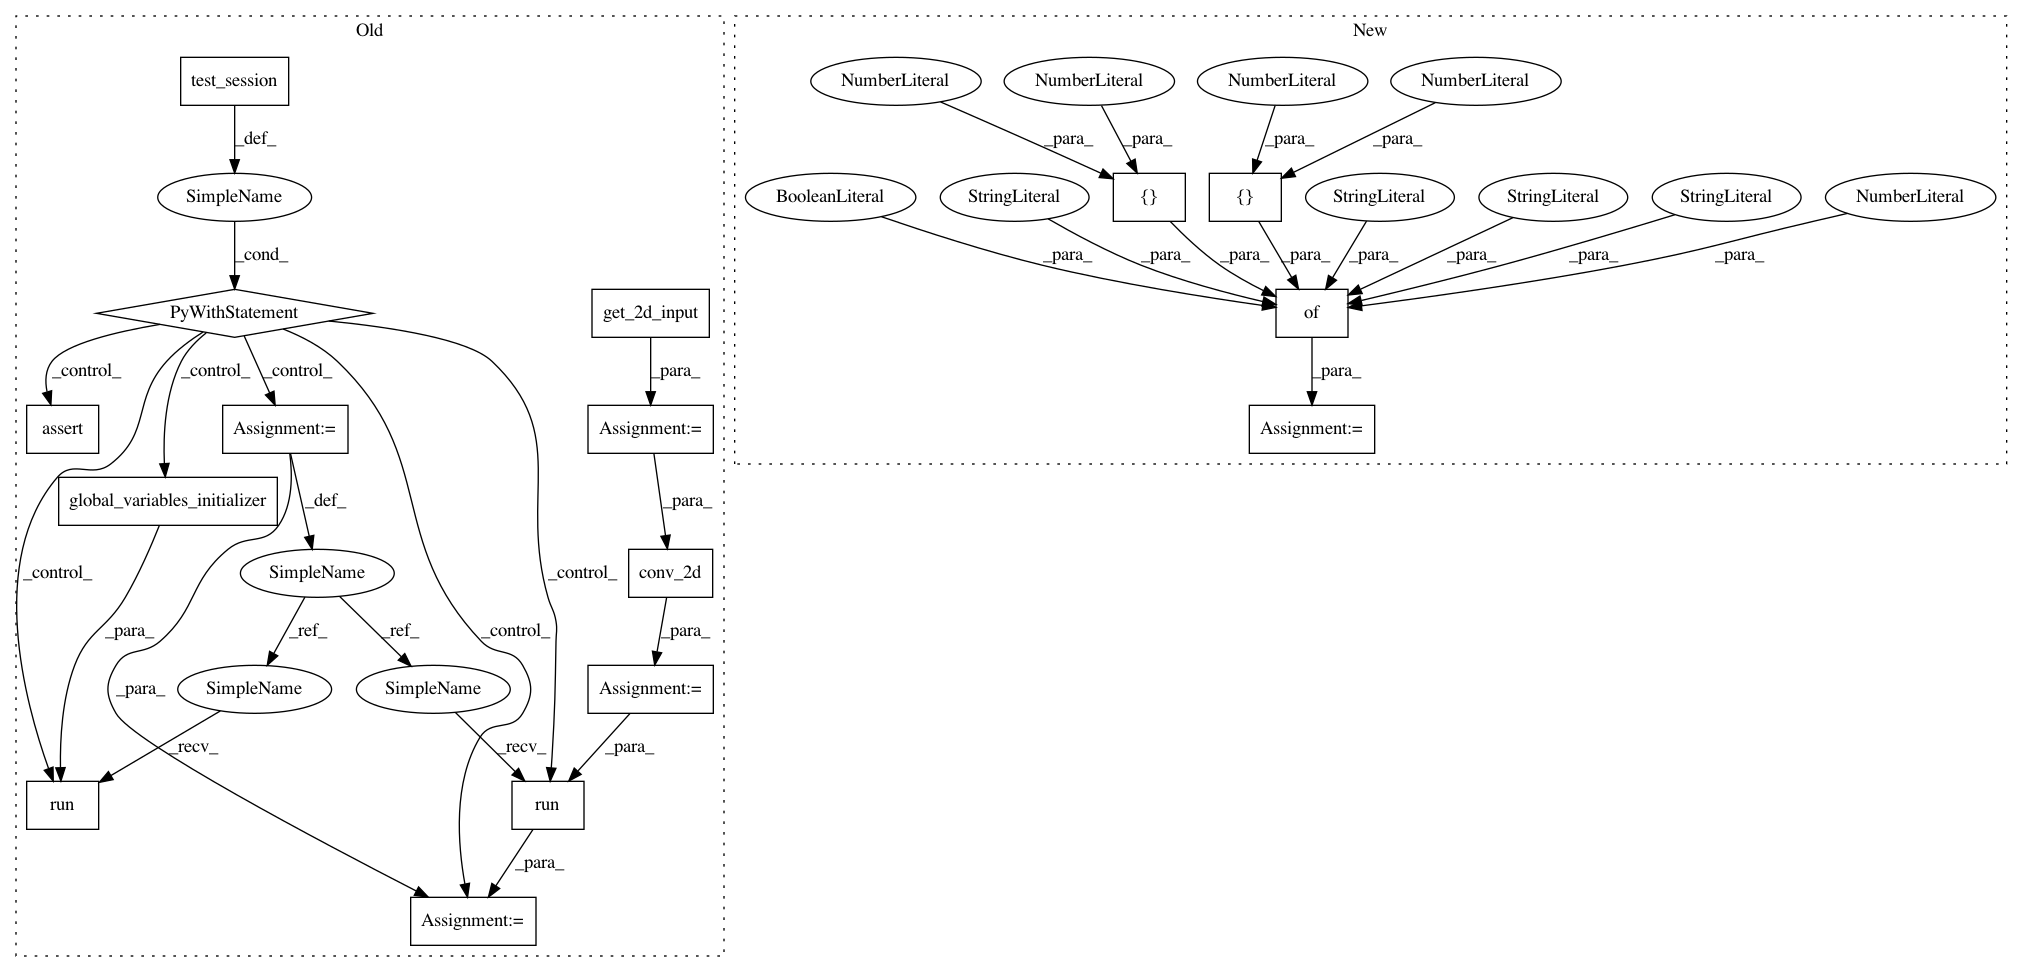 Old
New
test_session
NumberLiteral NumberLiteral NumberLiteral NumberLiteral
_def_
_para_ _para_ _para_ _para_
SimpleName
BooleanLiteral StringLiteral {} {} StringLiteral StringLiteral StringLiteral NumberLiteral
_cond_
_para_ _para_ _para_ _para_ _para_ _para_ _para_ _para_
PyWithStatement
get_2d_input
of
_control_ _control_ _control_ _para_
_para_
assert
Assignment:=
Assignment:=
Assignment:=
global_variables_initializer
_def_
_para_
_control_
SimpleName
_control_
conv_2d
_para_
_ref_ _ref_
_control_
_para_
_para_
SimpleName
SimpleName
Assignment:=
_recv_
_recv_
_para_
run
run
_para_
Assignment:=